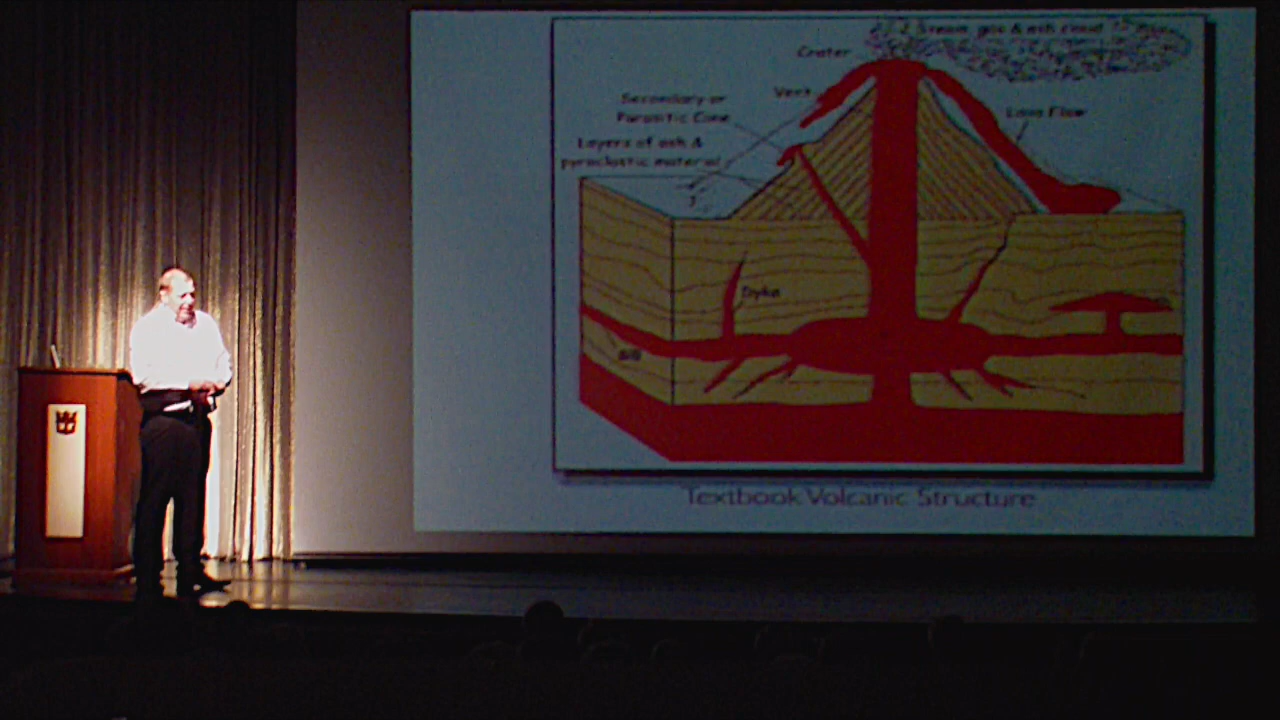 Steam gas & ash cloud
Crater
Vent
Secondary or
Parasitic Cone
Lava Flow
Layers of ash &
pyroclastic material
Dyke
Sill
Textbook Volcanic Structure